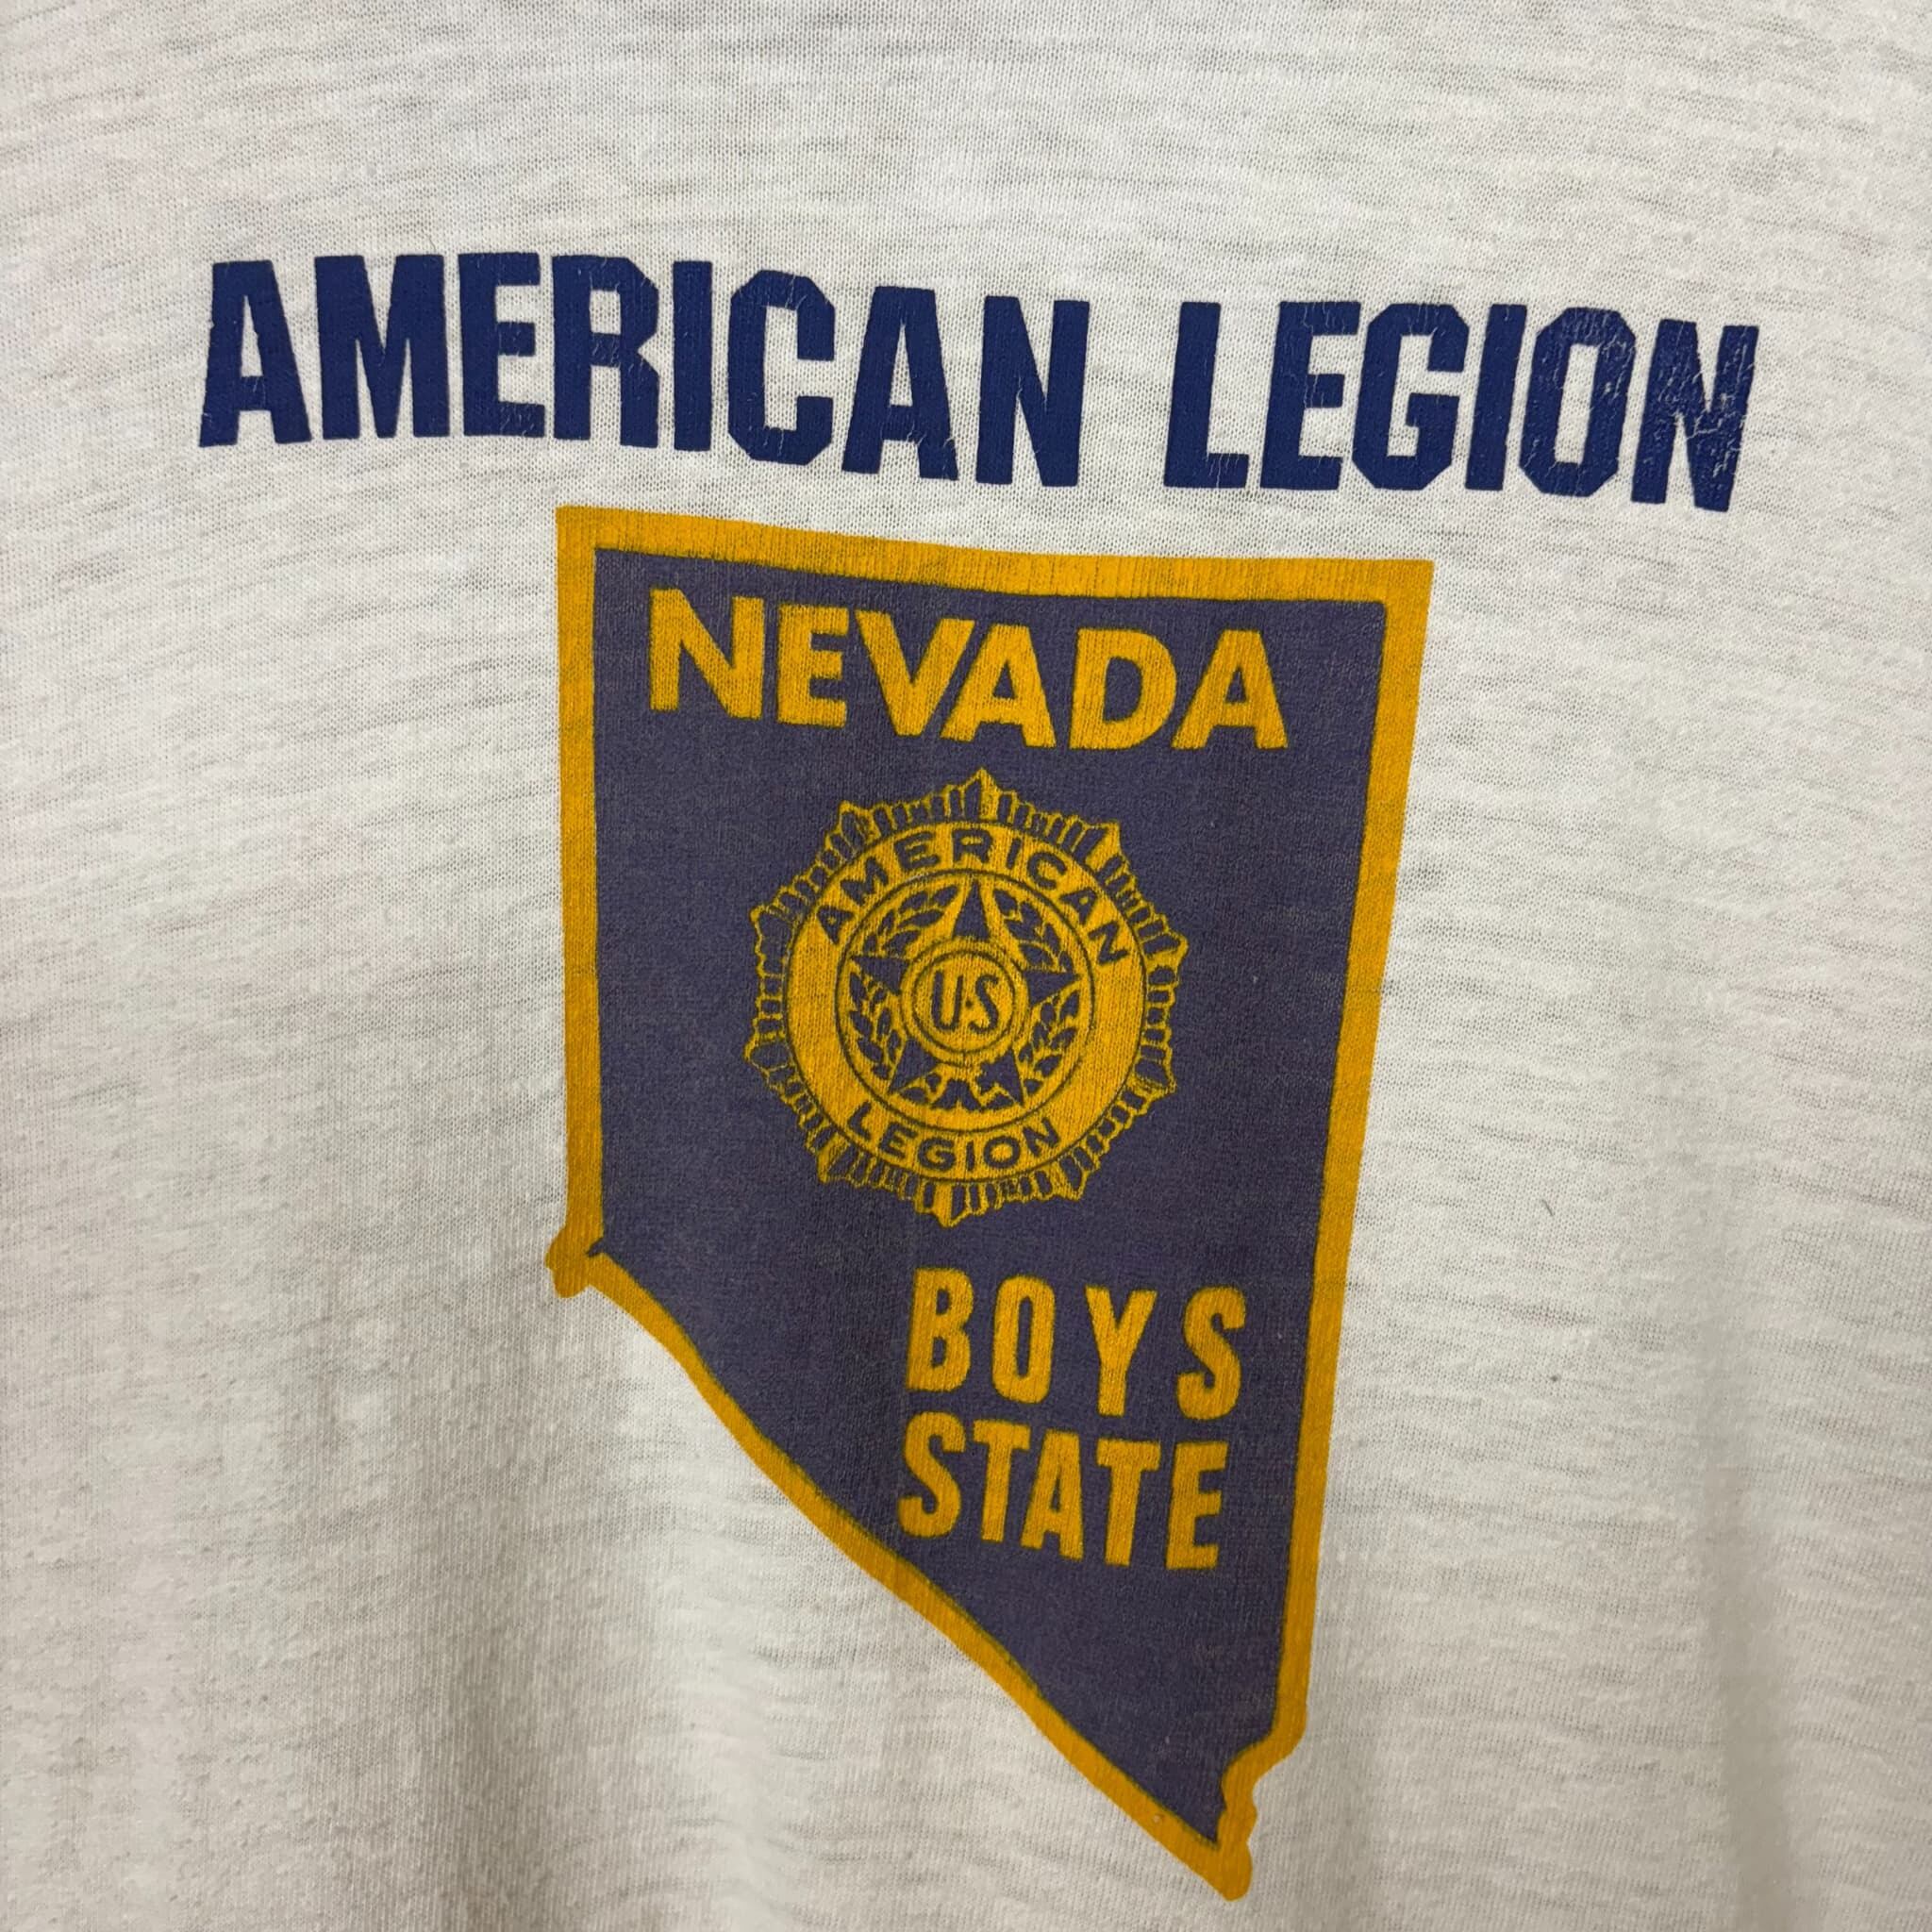 AMERICAN LEGION
NEVADA
AMERICAN
U.S
LEGION
BOYS
STATE